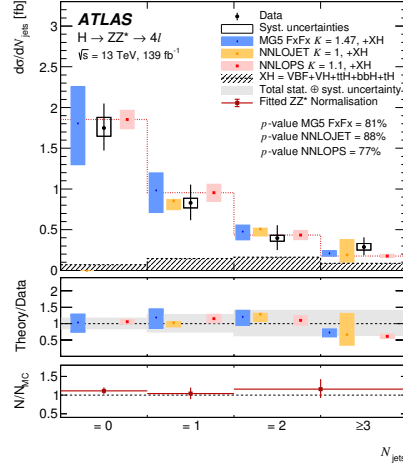 dσ/dN_jets [fb]
ATLAS
H → ZZ* → 4l
√s = 13 TeV, 139 fb⁻¹
Data
Syst. uncertainties
MG5 FxFx K = 1.47, +XH
NNLOJET K = 1, +XH
NNLOPS K = 1.1, +XH
XH = VBF+VH+ttH+bbH+tH
Total stat. ⊕ syst. uncertainty
Fitted ZZ* Normalisation
p-value MG5 FxFx = 81%
p-value NNLOJET = 88%
p-value NNLOPS = 77%
3
2.5
2
1.5
1
0.5
0
Theory/Data
2
1.5
1
0.5
N/N_MC
1.5
1
0.5
= 0 = 1 = 2 ≥3
N_jets